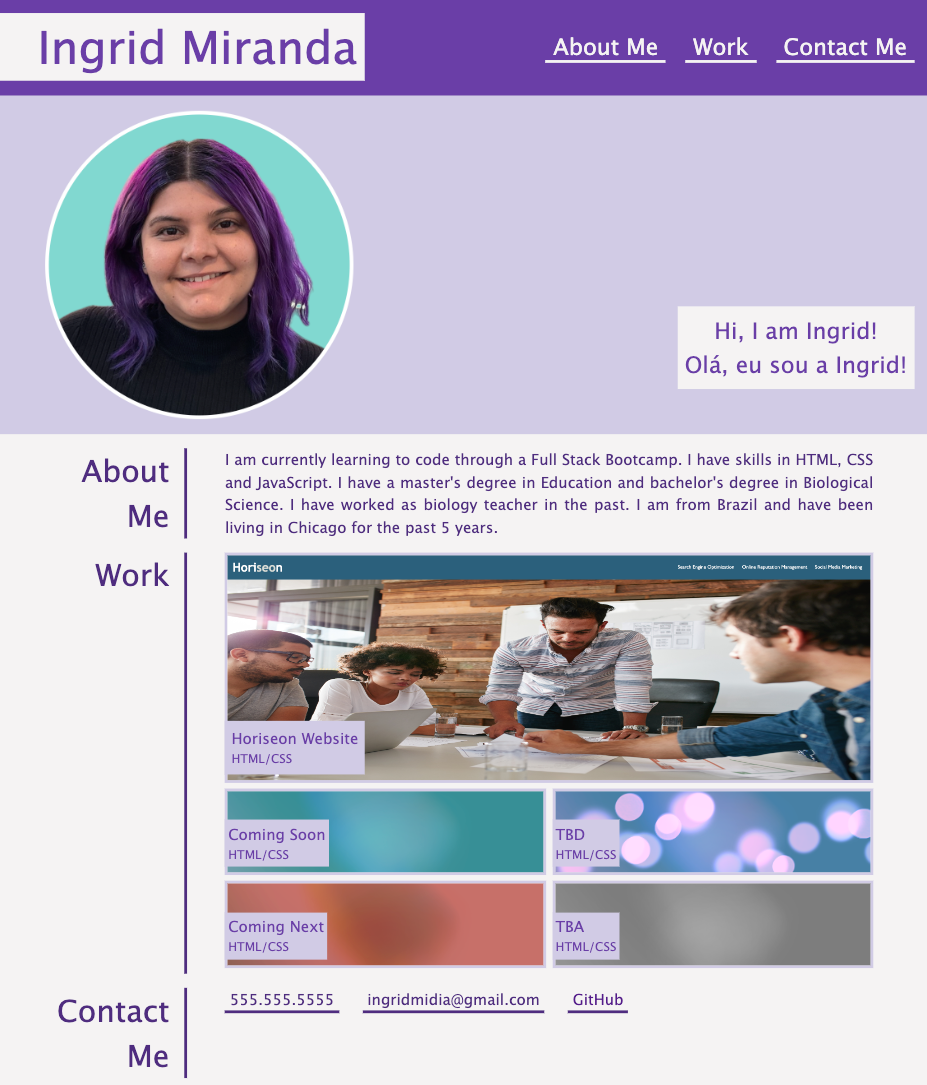 Ingrid Miranda
About Me Work Contact Me
Hi, I am Ingrid!
Olá, eu sou a Ingrid!
About
Me
I am currently learning to code through a Full Stack Bootcamp. I have skills in HTML, CSS
and JavaScript. I have a master's degree in Education and bachelor's degree in Biological
Science. I have worked as biology teacher in the past. I am from Brazil and have been
living in Chicago for the past 5 years.
Work
Horiseon Search Engine Optimization Online Reputation Management Social Media Marketing
Horiseon Website
HTML/CSS
Coming Soon
HTML/CSS
TBD
HTML/CSS
Coming Next
HTML/CSS
TBA
HTML/CSS
Contact
Me
555.555.5555 ingridmidia@gmail.com GitHub